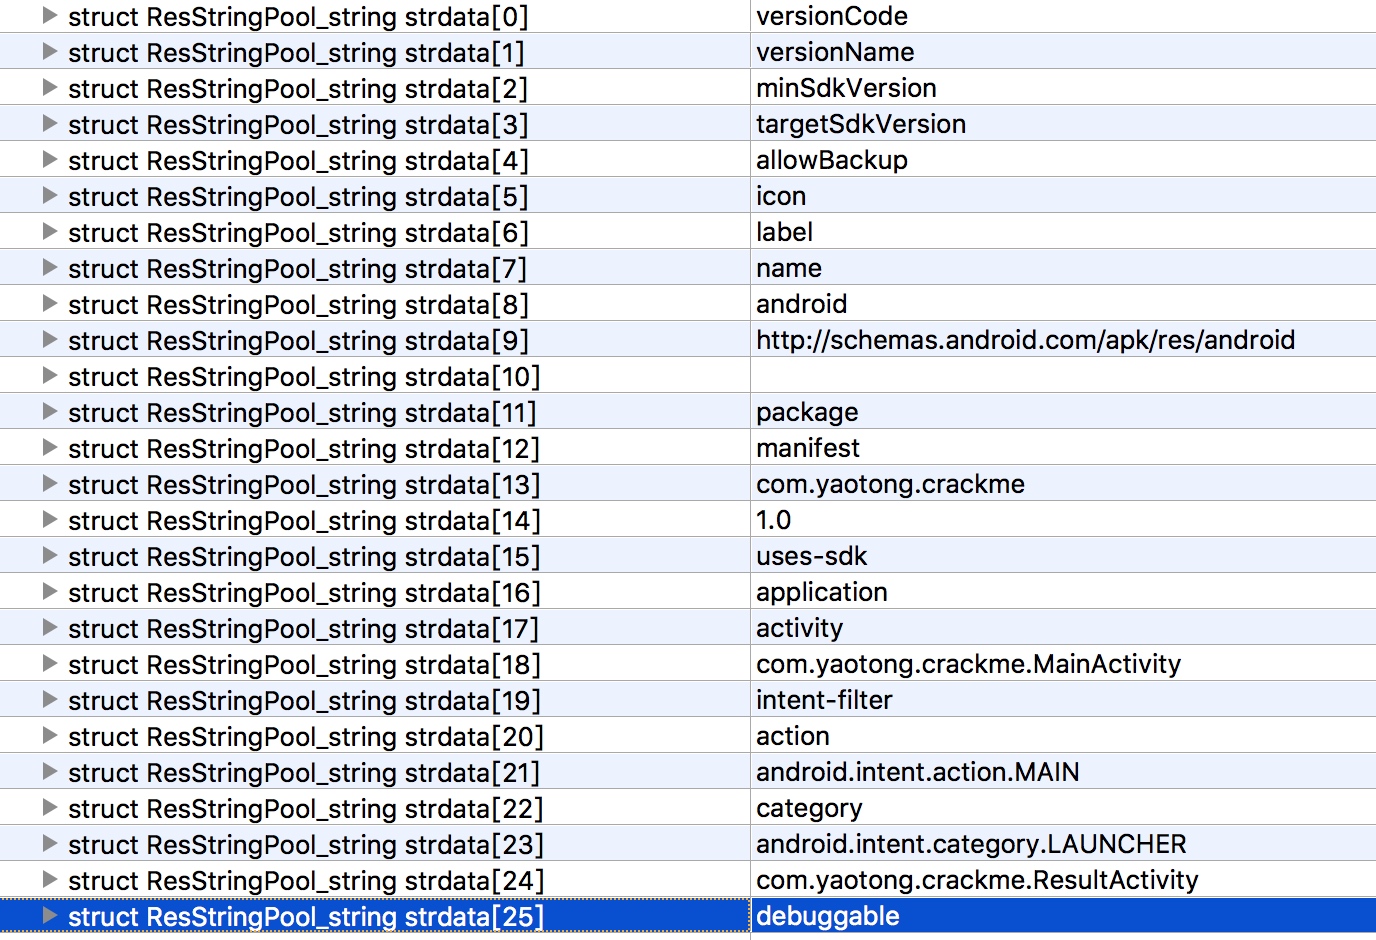 struct ResStringPool_string strdata[0] versionCode
struct ResStringPool_string strdata[1] versionName
struct ResStringPool_string strdata[2] minSdkVersion
struct ResStringPool_string strdata[3] targetSdkVersion
struct ResStringPool_string strdata[4] allowBackup
struct ResStringPool_string strdata[5] icon
struct ResStringPool_string strdata[6] label
struct ResStringPool_string strdata[7] name
struct ResStringPool_string strdata[8] android
struct ResStringPool_string strdata[9] http://schemas.android.com/apk/res/android
struct ResStringPool_string strdata[10]
struct ResStringPool_string strdata[11] package
struct ResStringPool_string strdata[12] manifest
struct ResStringPool_string strdata[13] com.yaotong.crackme
struct ResStringPool_string strdata[14] 1.0
struct ResStringPool_string strdata[15] uses-sdk
struct ResStringPool_string strdata[16] application
struct ResStringPool_string strdata[17] activity
struct ResStringPool_string strdata[18] com.yaotong.crackme.MainActivity
struct ResStringPool_string strdata[19] intent-filter
struct ResStringPool_string strdata[20] action
struct ResStringPool_string strdata[21] android.intent.action.MAIN
struct ResStringPool_string strdata[22] category
struct ResStringPool_string strdata[23] android.intent.category.LAUNCHER
struct ResStringPool_string strdata[24] com.yaotong.crackme.ResultActivity
struct ResStringPool_string strdata[25] debuggable